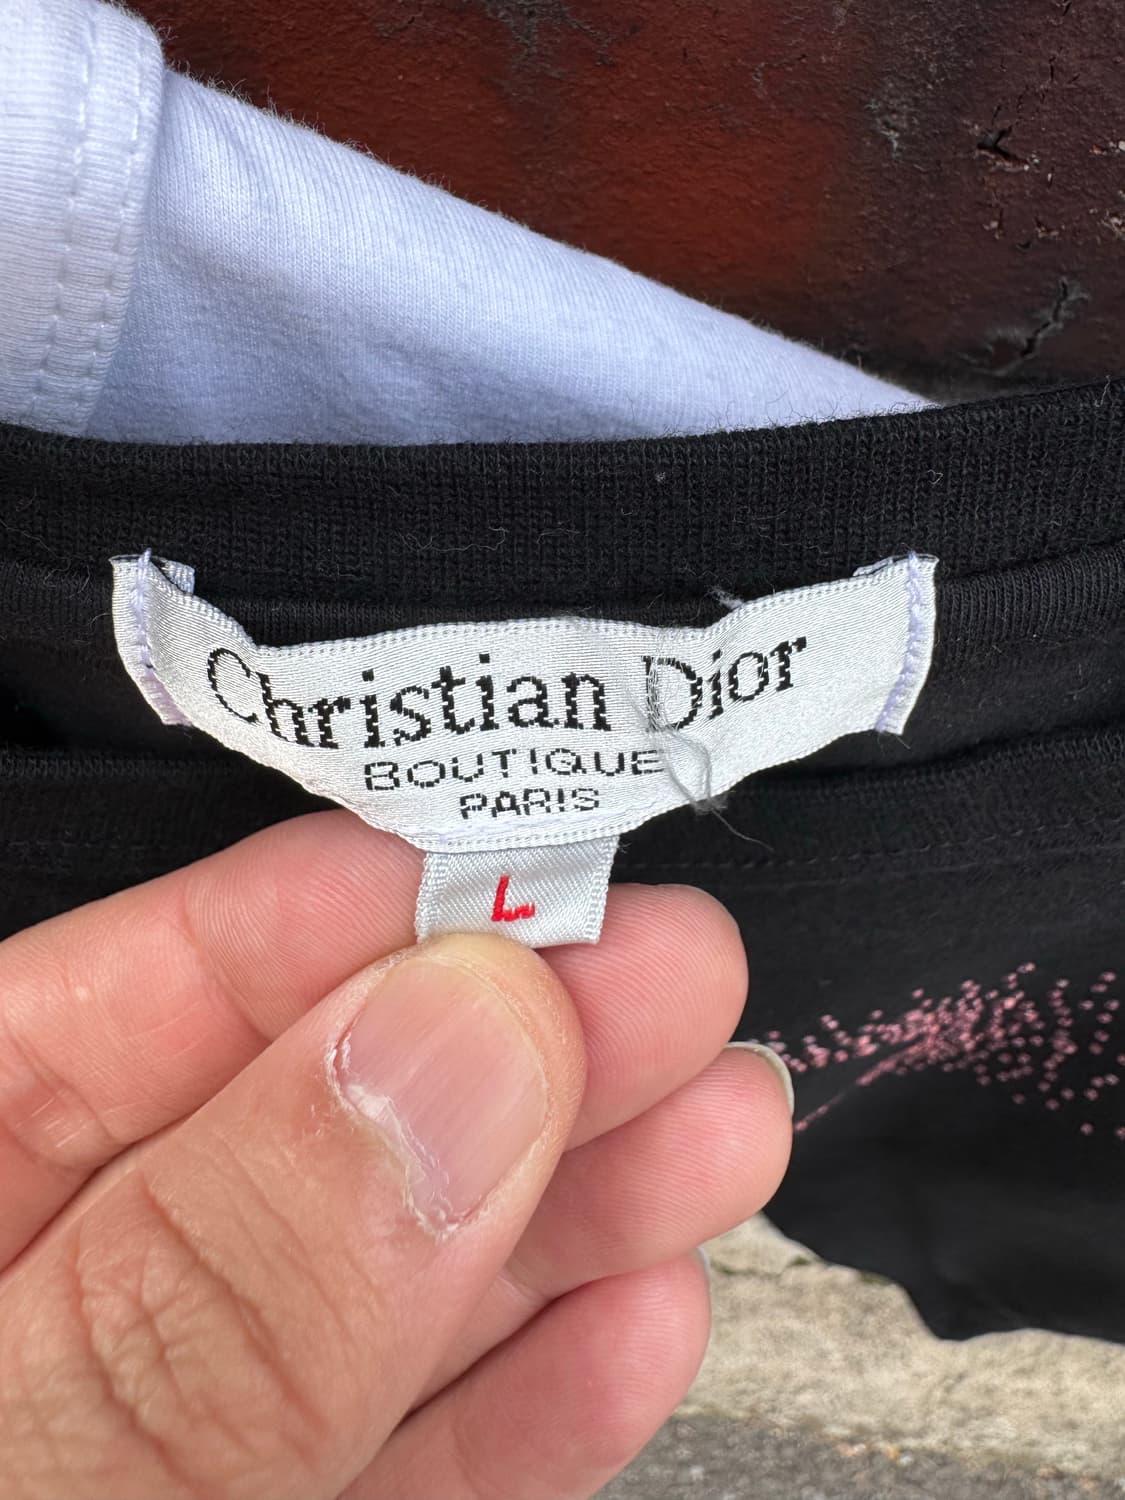 Christian Dior
BOUTIQUE
PARIS
L